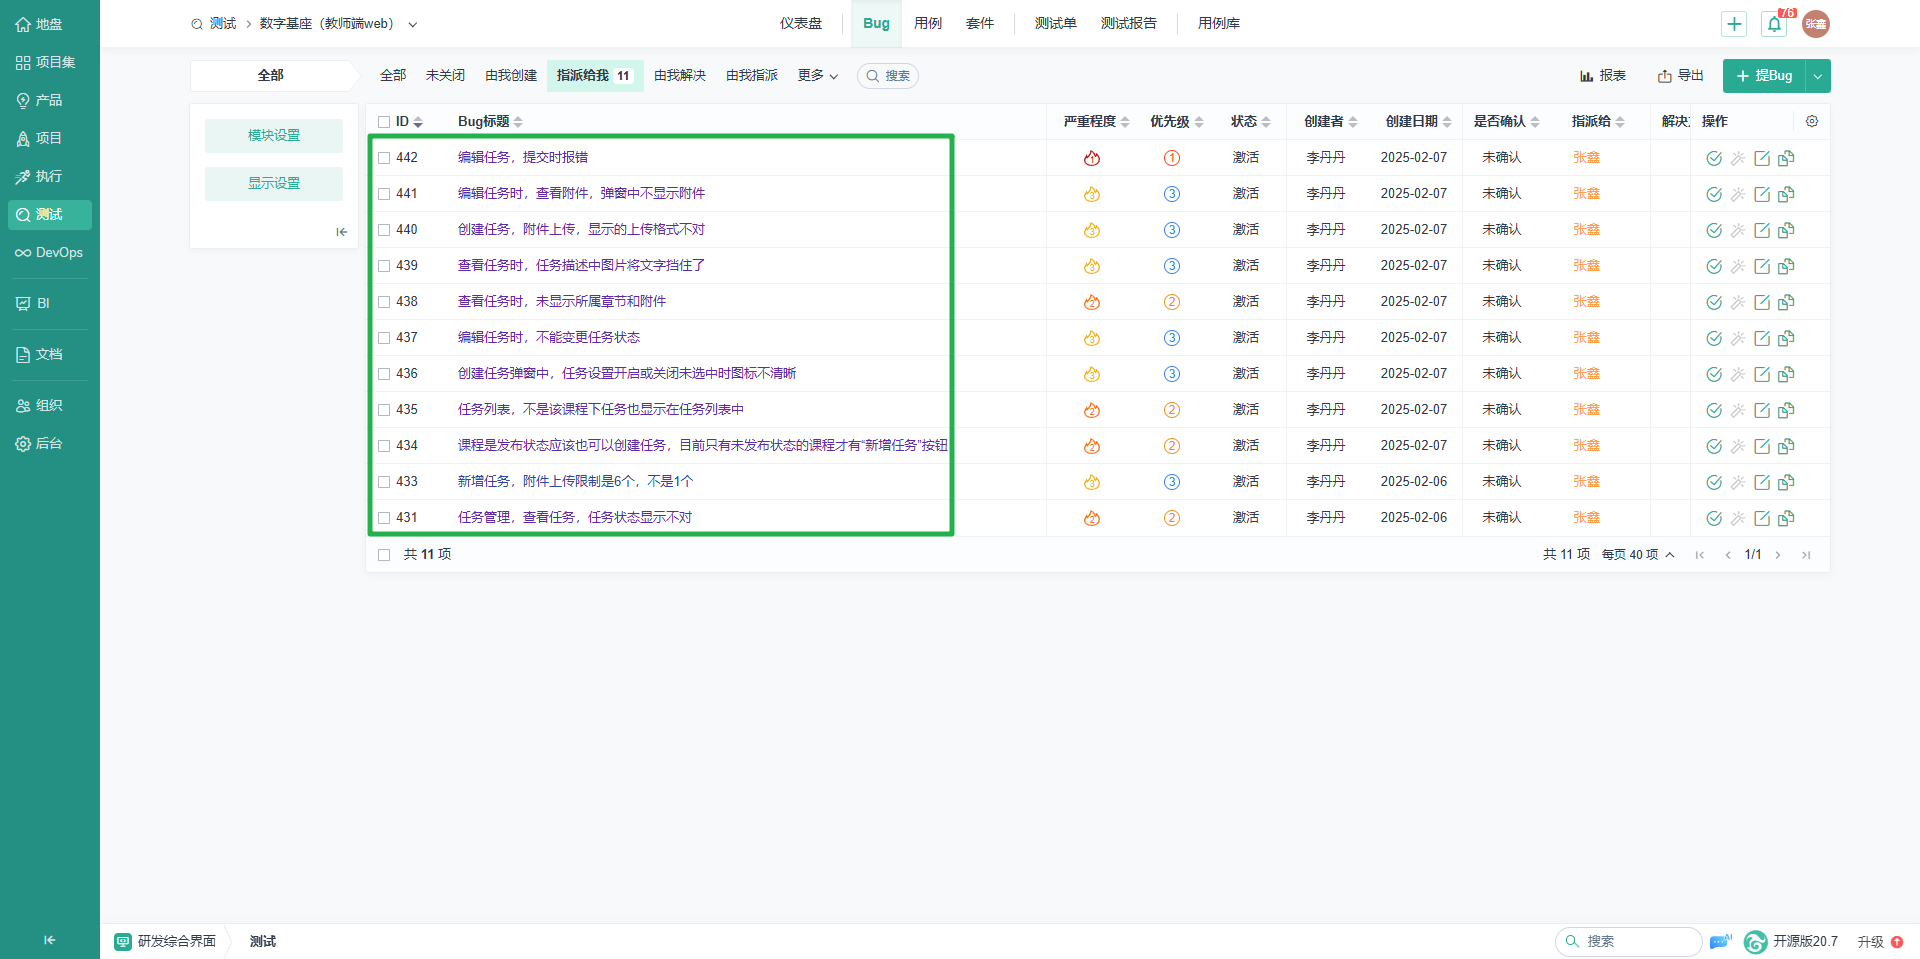 地盘
项目集
产品
项目
执行
测试
DevOps
BI
文档
组织
后台
测试 > 数字基座（教师端web）
仪表盘 Bug 用例 套件 测试单 测试报告 用例库
76
张鑫
全部
模块设置
显示设置
全部 未关闭 由我创建 指派给我 11 由我解决 由我指派 更多 搜索
报表 导出 + 提Bug
ID Bug标题 严重程度 优先级 状态 创建者 创建日期 是否确认 指派给 操作
442 编辑任务，提交时报错 1 1 激活 李丹丹 2025-02-07 未确认 张鑫
441 编辑任务时，查看附件，弹窗中不显示附件 3 3 激活 李丹丹 2025-02-07 未确认 张鑫
440 创建任务，附件上传，显示的上传格式不对 3 3 激活 李丹丹 2025-02-07 未确认 张鑫
439 查看任务时，任务描述中图片将文字挡住了 3 3 激活 李丹丹 2025-02-07 未确认 张鑫
438 查看任务时，未显示所属章节和附件 2 2 激活 李丹丹 2025-02-07 未确认 张鑫
437 编辑任务时，不能变更任务状态 3 3 激活 李丹丹 2025-02-07 未确认 张鑫
436 创建任务弹窗中，任务设置开启或关闭未选中时图标不清晰 3 3 激活 李丹丹 2025-02-07 未确认 张鑫
435 任务列表，不是该课程下任务也显示在任务列表中 2 2 激活 李丹丹 2025-02-07 未确认 张鑫
434 课程是发布状态应该也可以创建任务，目前只有未发布状态的课程才有“新增任务”按钮 2 2 激活 李丹丹 2025-02-07 未确认 张鑫
433 新增任务，附件上传限制是6个，不是1个 3 3 激活 李丹丹 2025-02-06 未确认 张鑫
431 任务管理，查看任务，任务状态显示不对 2 2 激活 李丹丹 2025-02-06 未确认 张鑫
共 11 项 共 11 项 每页 40 项 1/1
研发综合界面 测试 搜索 AI 开源版20.7 升级